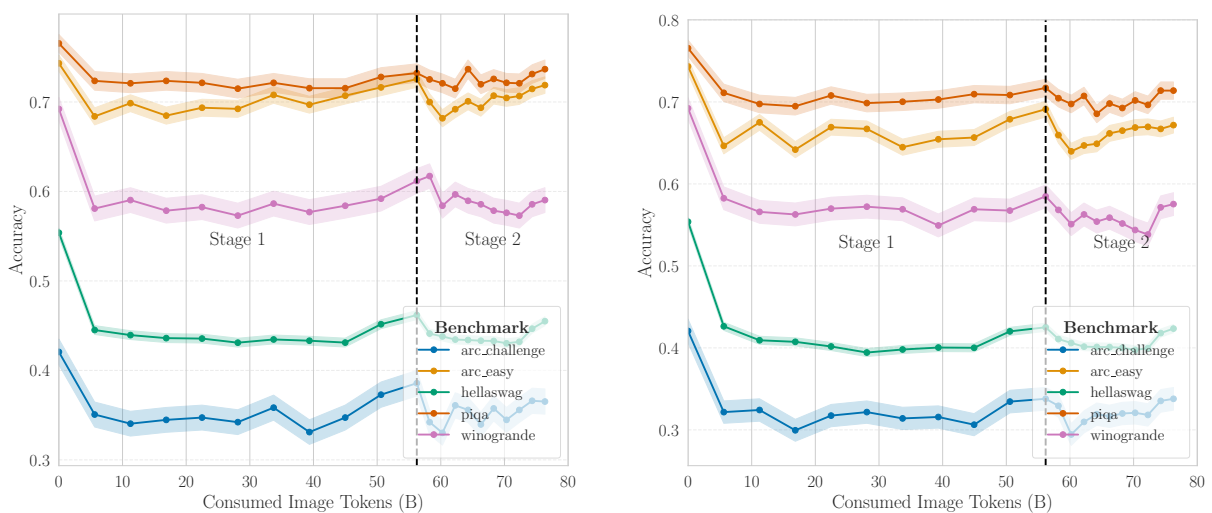 0.7
0.6
0.5
0.4
0.3
Accuracy
Stage 1
Stage 2
Benchmark
arc_challenge
arc_easy
hellaswag
piqa
winogrande
0 10 20 30 40 50 60 70 80
Consumed Image Tokens (B)
0.8
0.7
0.6
0.5
0.4
0.3
Accuracy
Stage 1
Stage 2
Benchmark
arc_challenge
arc_easy
hellaswag
piqa
winogrande
0 10 20 30 40 50 60 70 80
Consumed Image Tokens (B)